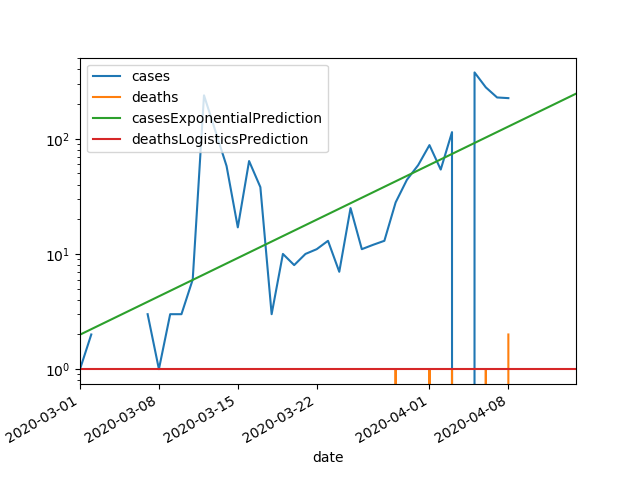 cases
deaths
casesExponentialPrediction
deathsLogisticsPrediction
10²
10¹
10⁰
2020-03-01
2020-03-08
2020-03-15
2020-03-22
2020-04-01
2020-04-08
date